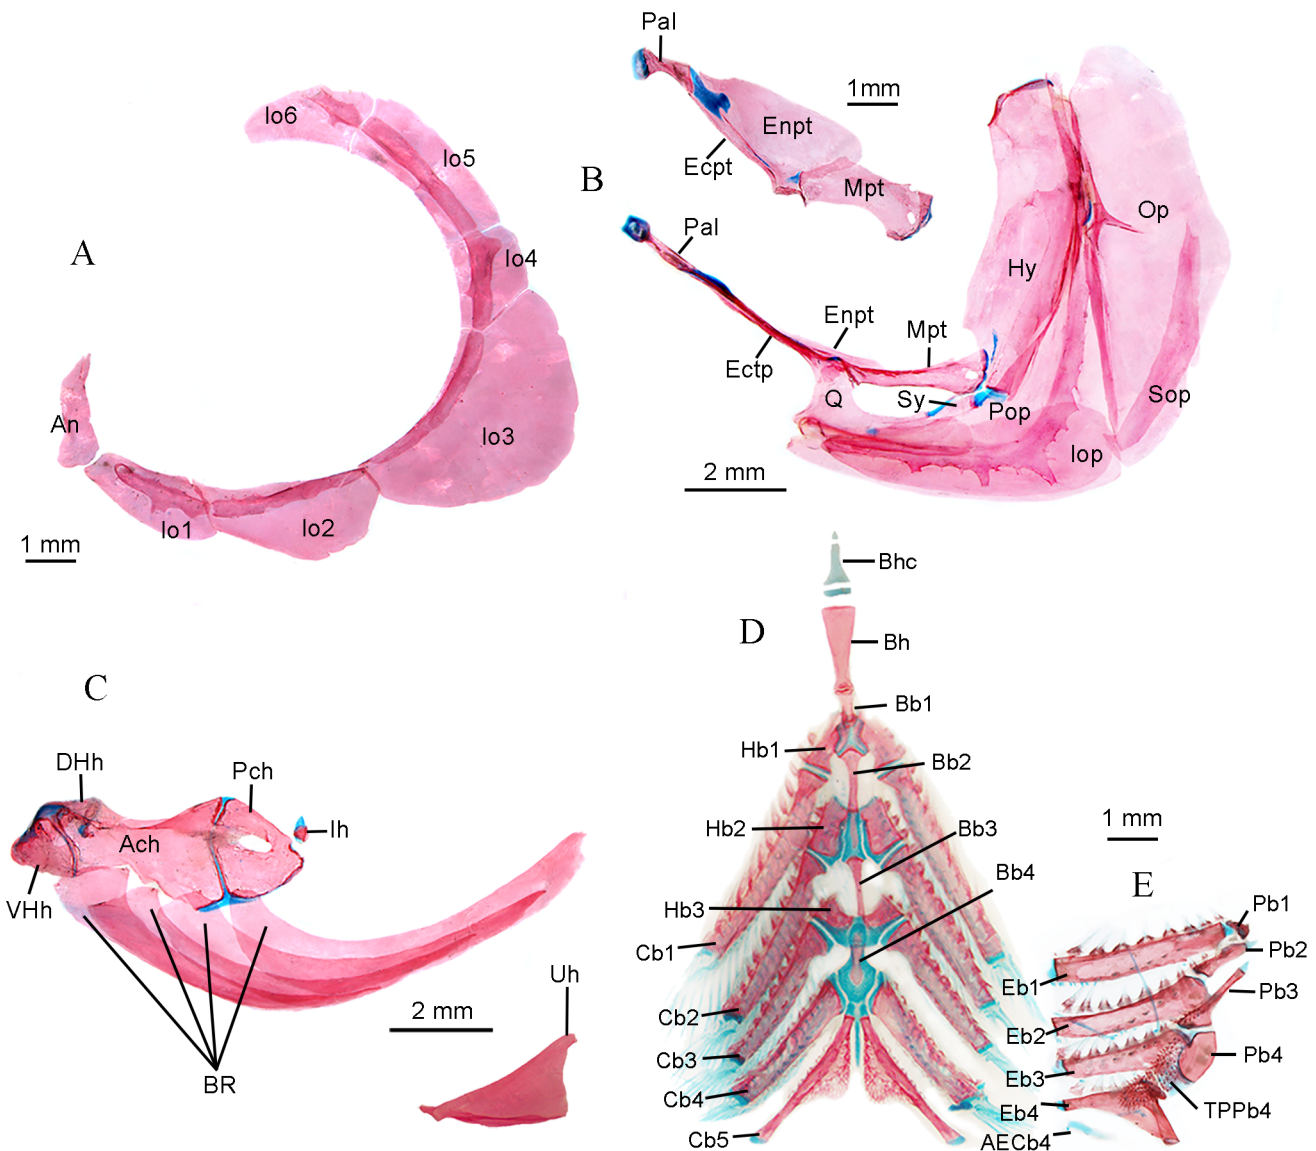 A
Io6
Io5
Io4
Io3
An
Io1
Io2
1 mm
B
Pal
1mm
Enpt
Ecpt
Mpt
Pal
Op
Hy
Enpt
Mpt
Ectp
Q
Sy
Pop
Sop
Iop
2 mm
C
DHh
Pch
Ih
Ach
VHh
BR
2 mm
Uh
D
Bhc
Bh
Bb1
Hb1
Bb2
Hb2
Bb3
Bb4
Hb3
Cb1
Cb2
Cb3
Cb4
Cb5
1 mm
E
Pb1
Pb2
Eb1
Pb3
Eb2
Pb4
Eb3
Eb4
TPPb4
AECb4